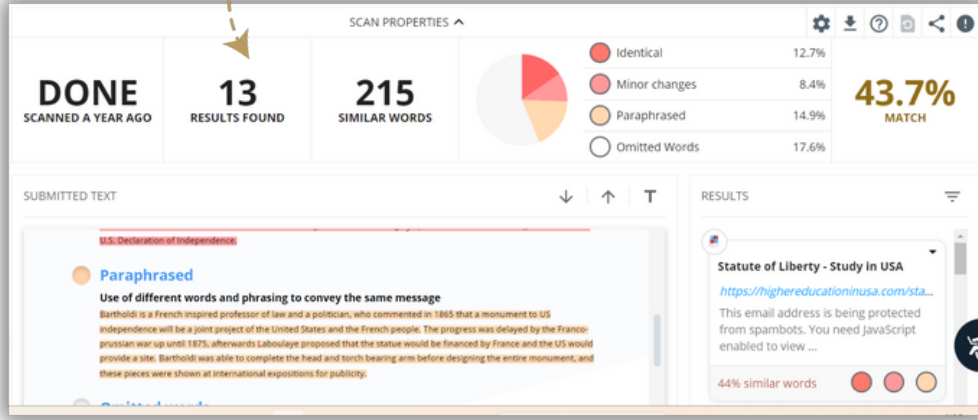 SCAN PROPERTIES
DONE
SCANNED A YEAR AGO
13
RESULTS FOUND
215
SIMILAR WORDS
Identical 12.7%
Minor changes 8.4%
Paraphrased 14.9%
Omitted Words 17.6%
43.7%
MATCH
SUBMITTED TEXT
U.S. Declaration of Independence.
Paraphrased
Use of different words and phrasing to convey the same message
Bartholdi is a French inspired professor of law and a politician, who commented in 1865 that a monument to US
independence will be a joint project of the United States and the French people. The progress was delayed by the Franco-
prussian war up until 1875, afterwards Laboulaye proposed that the statue would be financed by France and the US would
provide a site. Bartholdi was able to complete the head and torch bearing arm before designing the entire monument, and
these pieces were shown at international expositions for publicity.
RESULTS
Statute of Liberty - Study in USA
https://highereducationinusa.com/sta...
This email address is being protected
from spambots. You need JavaScript
enabled to view ...
44% similar words